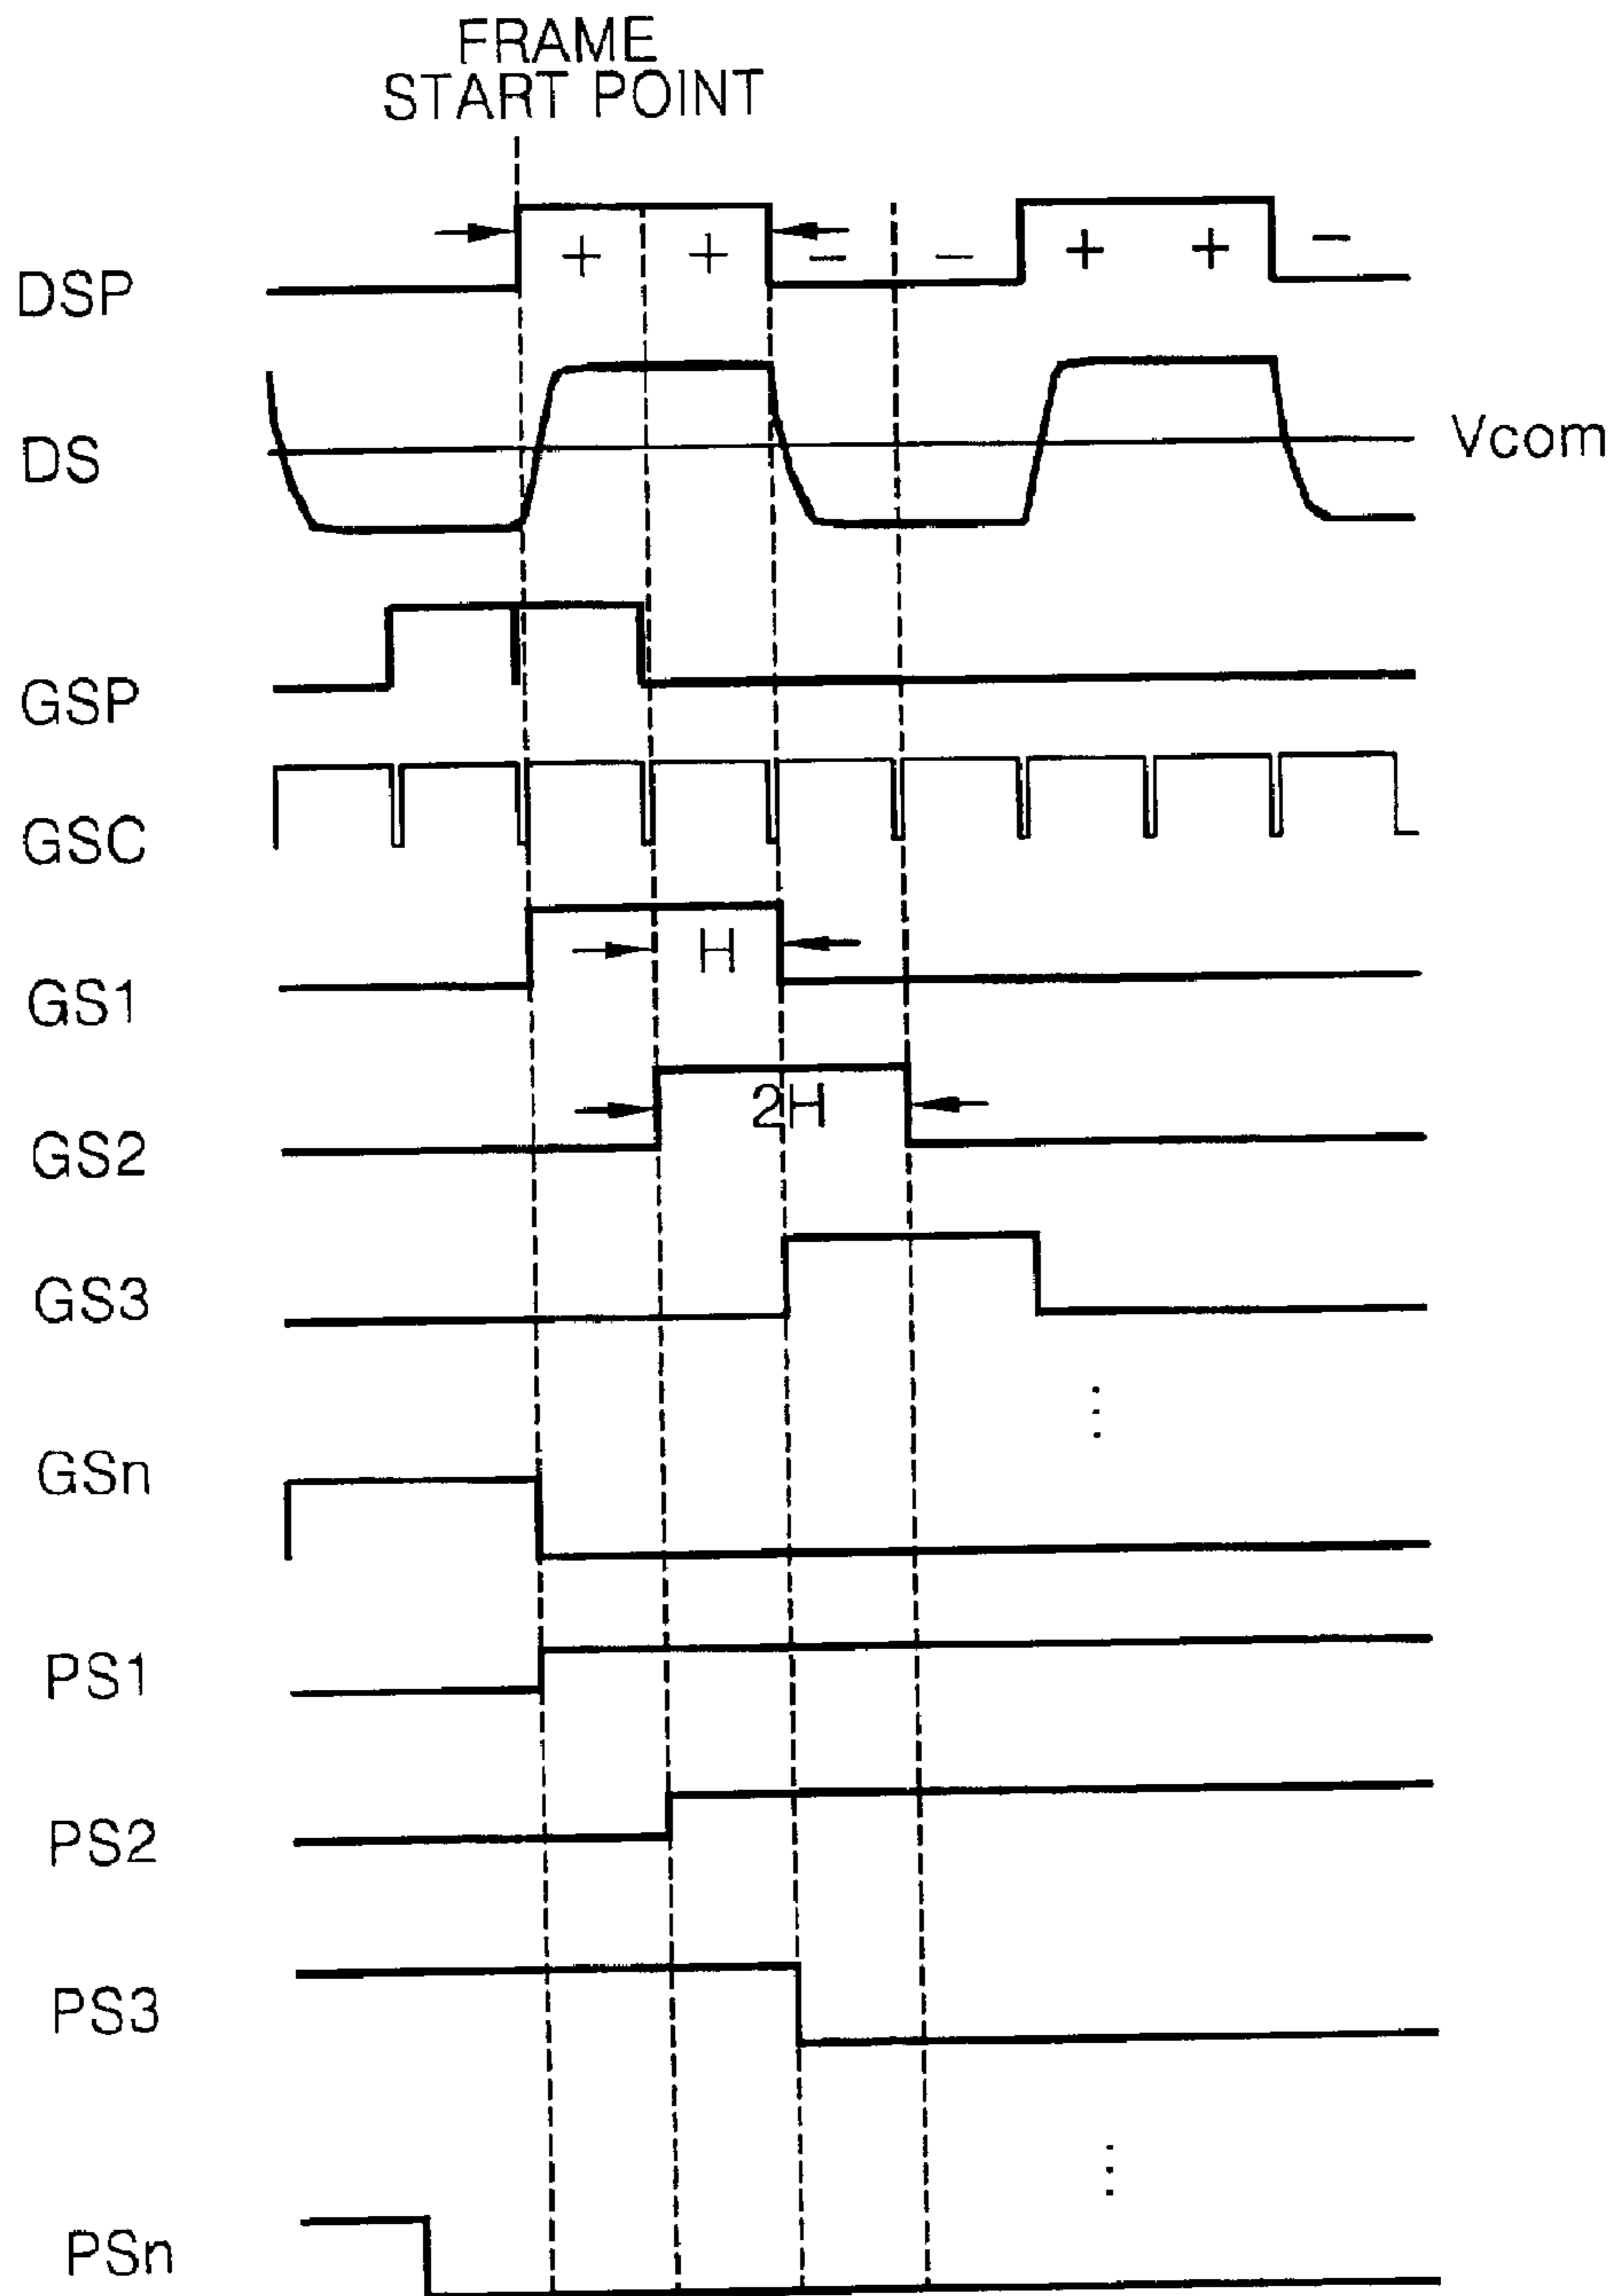 FRAME
START POINT
+ + - - + + -
DSP
DS
Vcom
GSP
GSC
H
GS1
2H
GS2
GS3
⋮
GSn
PS1
PS2
PS3
⋮
PSn